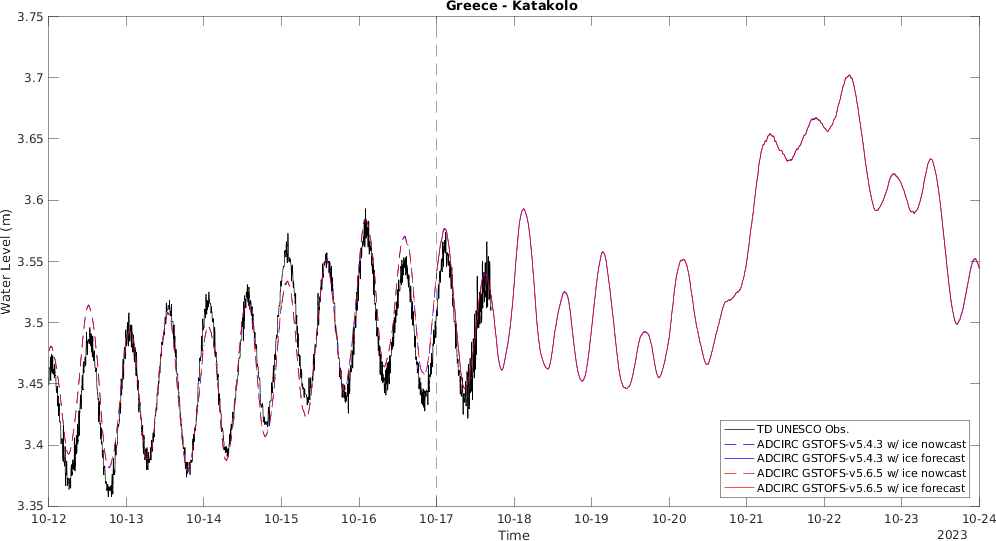 Greece - Katakolo
3.75
3.7
3.65
3.6
3.55
3.5
3.45
3.4
3.35
Water Level (m)
TD UNESCO Obs.
ADCIRC GSTOFS-v5.4.3 w/ ice nowcast
ADCIRC GSTOFS-v5.4.3 w/ ice forecast
ADCIRC GSTOFS-v5.6.5 w/ ice nowcast
ADCIRC GSTOFS-v5.6.5 w/ ice forecast
10-12 10-13 10-14 10-15 10-16 10-17 10-18 10-19 10-20 10-21 10-22 10-23 10-24
Time
2023